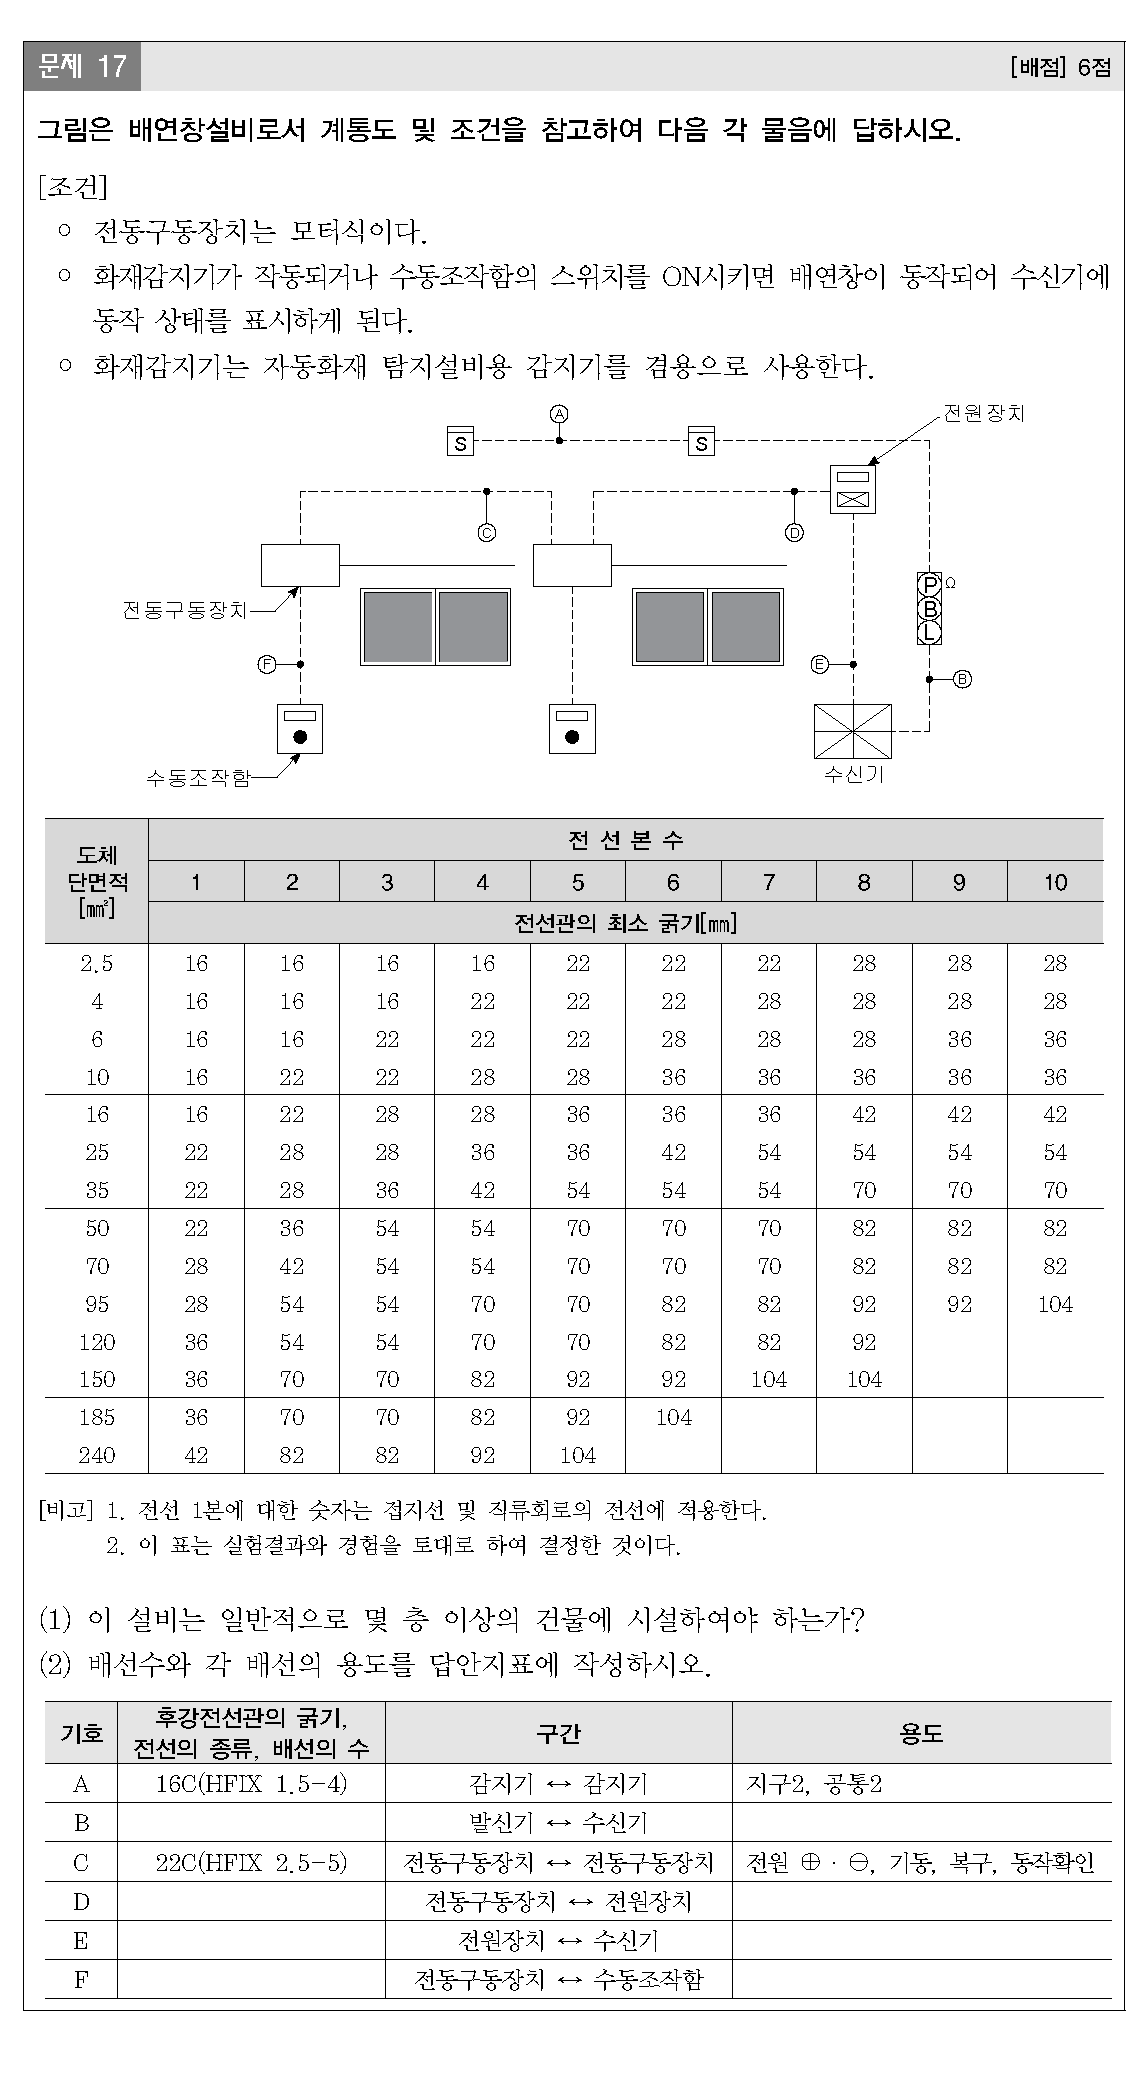 문제 17
[배점] 6점
그림은 배연창설비로서 계통도 및 조건을 참고하여 다음 각 물음에 답하시오.
[조건]
○ 전동구동장치는 모터식이다.
○ 화재감지기가 작동되거나 수동조작함의 스위치를 ON시키면 배연창이 동작되어 수신기에
동작 상태를 표시하게 된다.
○ 화재감지기는 자동화재 탐지설비용 감지기를 겸용으로 사용한다.
A
전원장치
S
S
C
D
전동구동장치
P Ω
B
L
F
E
B
수동조작함
수신기
도체
단면적
[㎟]
전 선 본 수
1 2 3 4 5 6 7 8 9 10
전선관의 최소 굵기[㎜]
2.5 16 16 16 16 22 22 22 28 28 28
4 16 16 16 22 22 22 28 28 28 28
6 16 16 22 22 22 28 28 28 36 36
10 16 22 22 28 28 36 36 36 36 36
16 16 22 28 28 36 36 36 42 42 42
25 22 28 28 36 36 42 54 54 54 54
35 22 28 36 42 54 54 54 70 70 70
50 22 36 54 54 70 70 70 82 82 82
70 28 42 54 54 70 70 70 82 82 82
95 28 54 54 70 70 82 82 92 92 104
120 36 54 54 70 70 82 82 92
150 36 70 70 82 92 92 104 104
185 36 70 70 82 92 104
240 42 82 82 92 104
[비고] 1. 전선 1본에 대한 숫자는 접지선 및 직류회로의 전선에 적용한다.
2. 이 표는 실험결과와 경험을 토대로 하여 결정한 것이다.
(1) 이 설비는 일반적으로 몇 층 이상의 건물에 시설하여야 하는가?
(2) 배선수와 각 배선의 용도를 답안지표에 작성하시오.
기호
후강전선관의 굵기,
전선의 종류, 배선의 수
구간
용도
A 16C(HFIX 1.5-4) 감지기 ↔ 감지기 지구2, 공통2
B 발신기 ↔ 수신기
C 22C(HFIX 2.5-5) 전동구동장치 ↔ 전동구동장치 전원 ⊕·⊖, 기동, 복구, 동작확인
D 전동구동장치 ↔ 전원장치
E 전원장치 ↔ 수신기
F 전동구동장치 ↔ 수동조작함